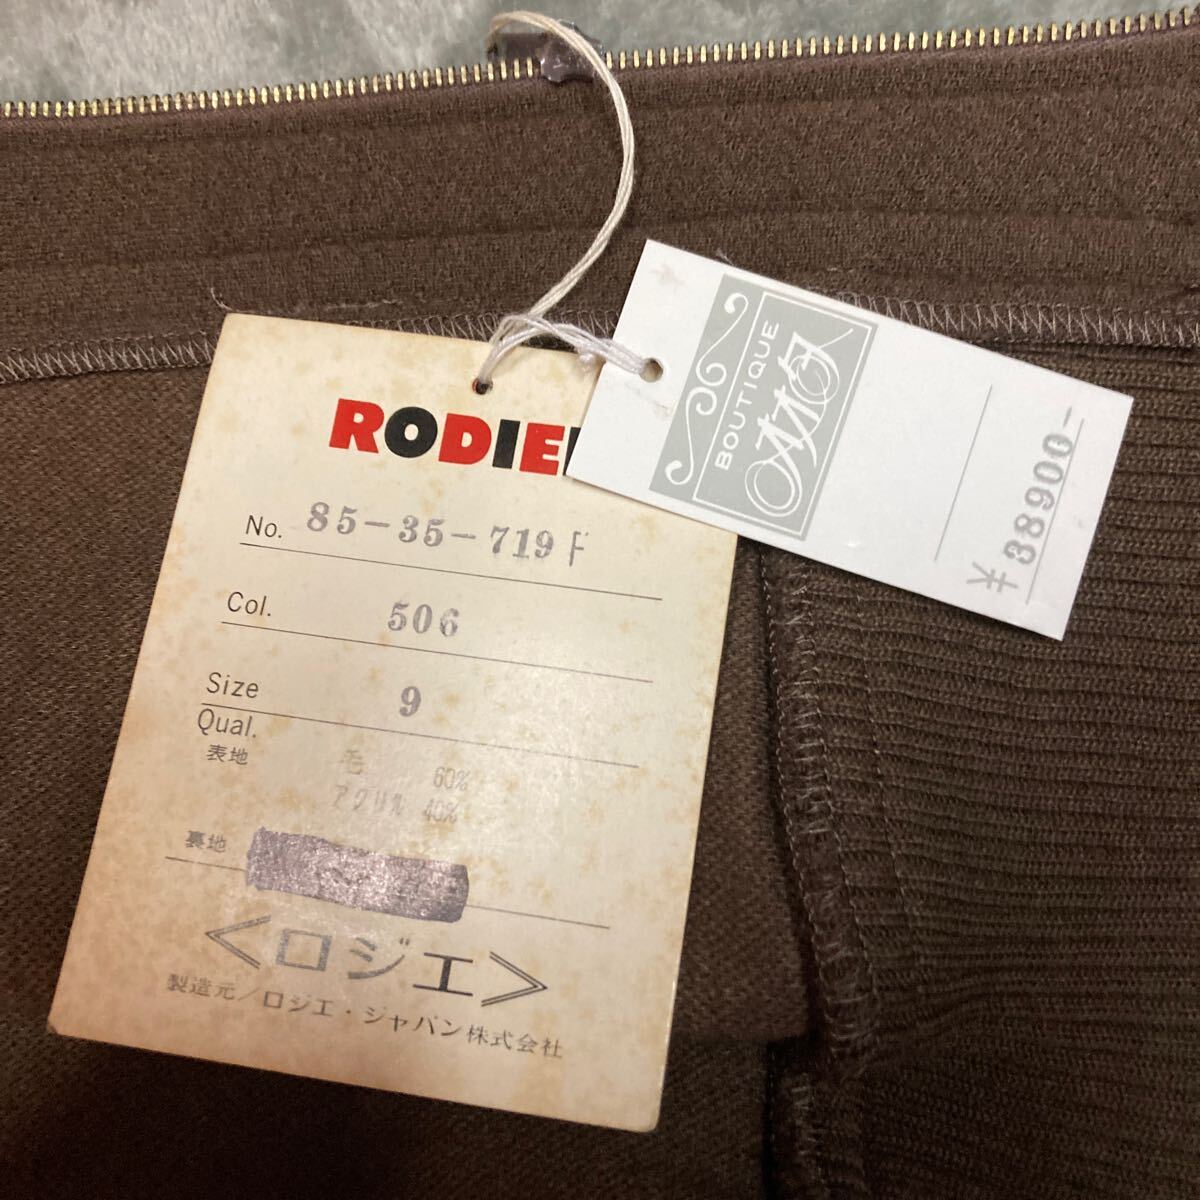 RODIE
No. 85-35-719 F
Col. 506
Size 9
Qual.
表地 毛 60%
アクリル 40%
裏地
<ロジエ>
製造元/ロジエ・ジャパン株式会社
BOUTIQUE
¥38900-